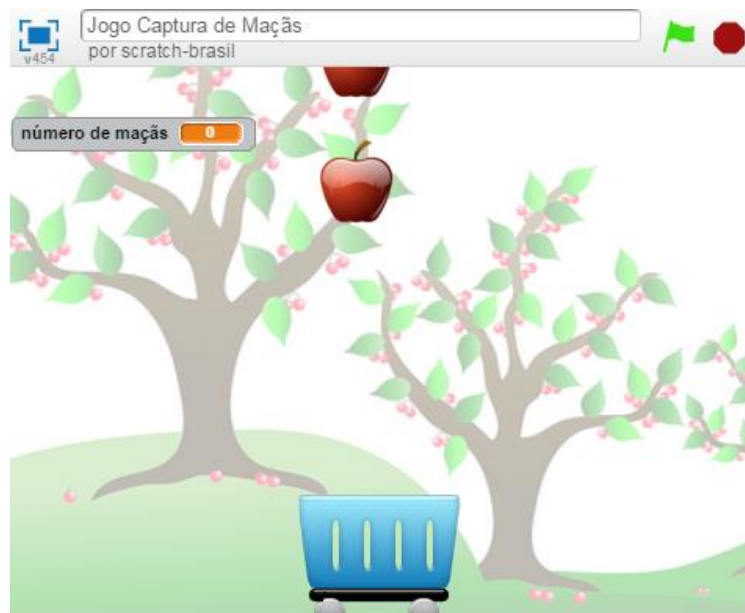 Jogo Captura de Maçãs
por scratch-brasil
v454
número de maçãs 0